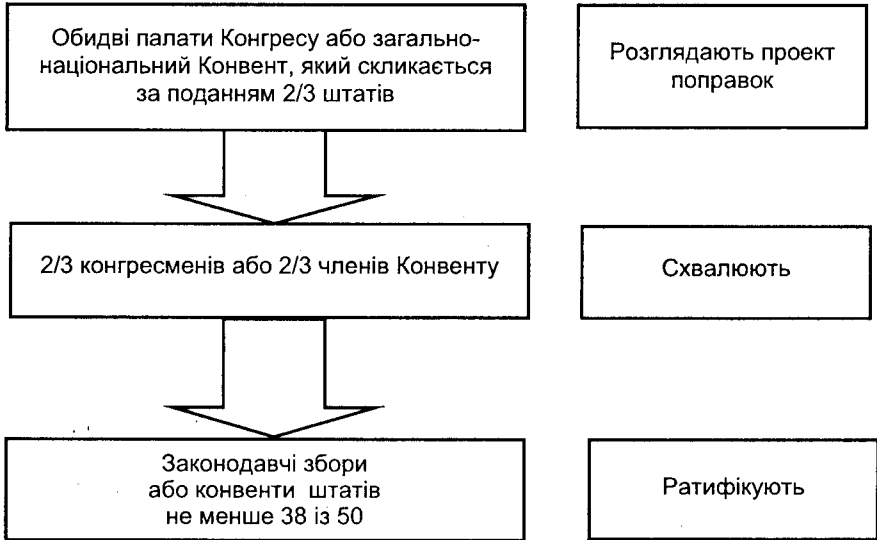 Обидві палати Конгресу або загально-
національний Конвент, який скликається
за поданням 2/3 штатів
Розглядають проект
поправок
2/3 конгресменів або 2/3 членів Конвенту
Схвалюють
Законодавчі збори
або конвенти штатів
не менше 38 із 50
Ратифікують